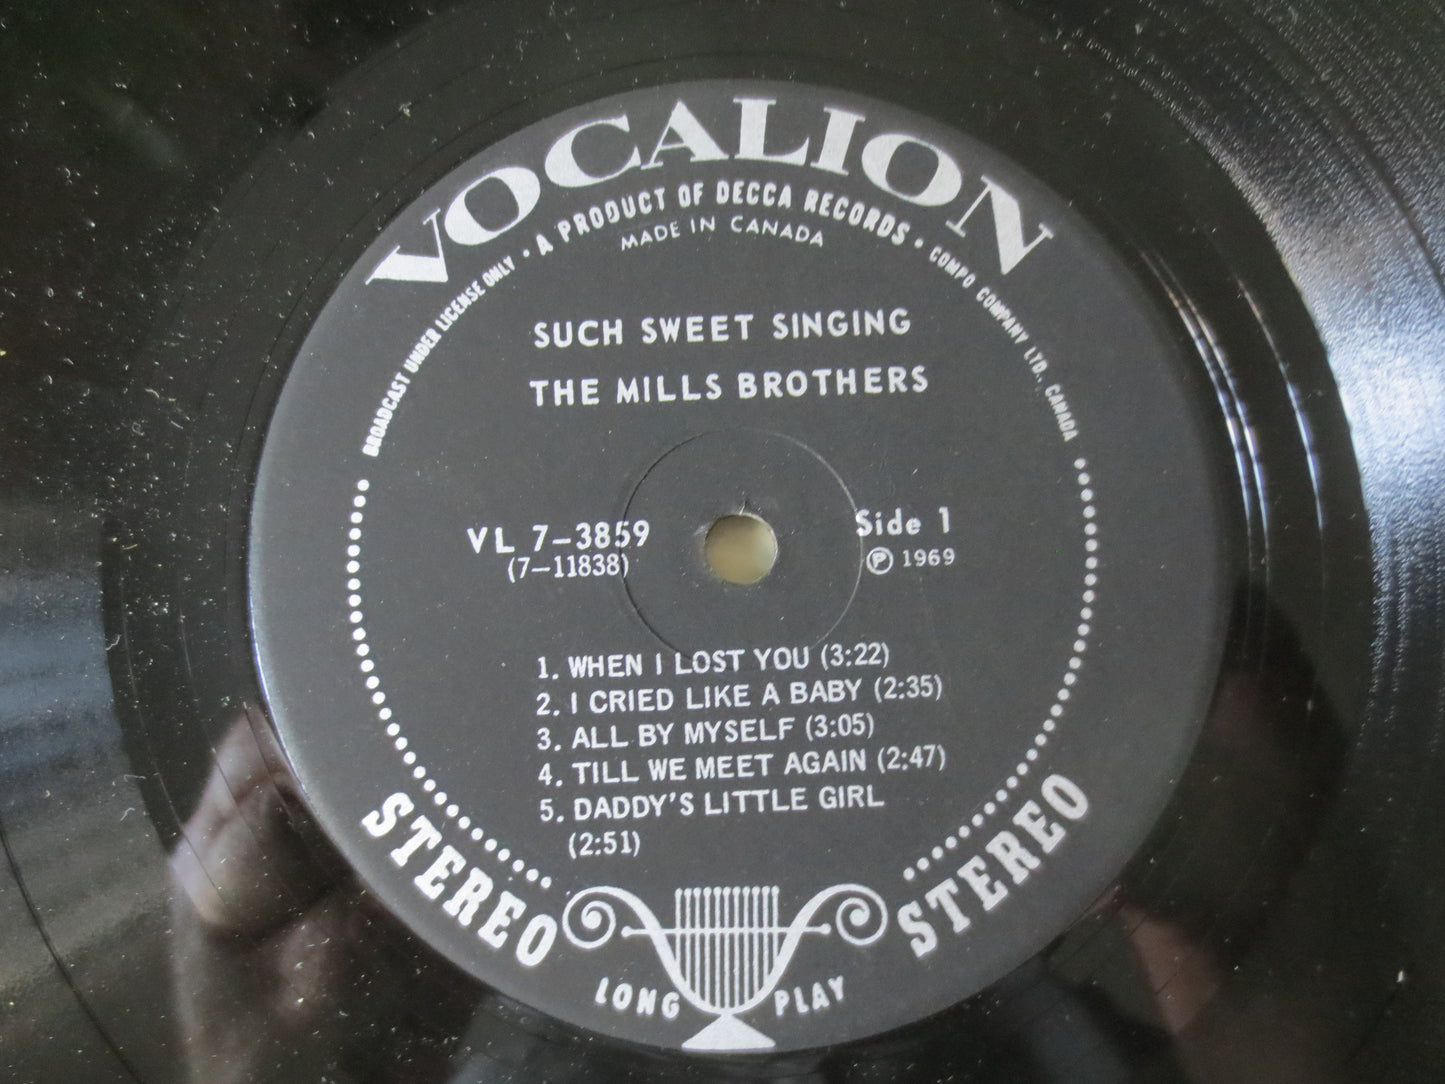 VOCALION
BROADCAST UNDER LICENSE ONLY • A PRODUCT OF DECCA RECORDS • COMPO COMPANY LTD., CANADA
MADE IN CANADA
SUCH SWEET SINGING
THE MILLS BROTHERS
VL 7-3859
(7-11838)
Side 1
Ⓟ 1969
1. WHEN I LOST YOU (3:22)
2. I CRIED LIKE A BABY (2:35)
3. ALL BY MYSELF (3:05)
4. TILL WE MEET AGAIN (2:47)
5. DADDY'S LITTLE GIRL
(2:51)
STEREO
STEREO
LONG PLAY